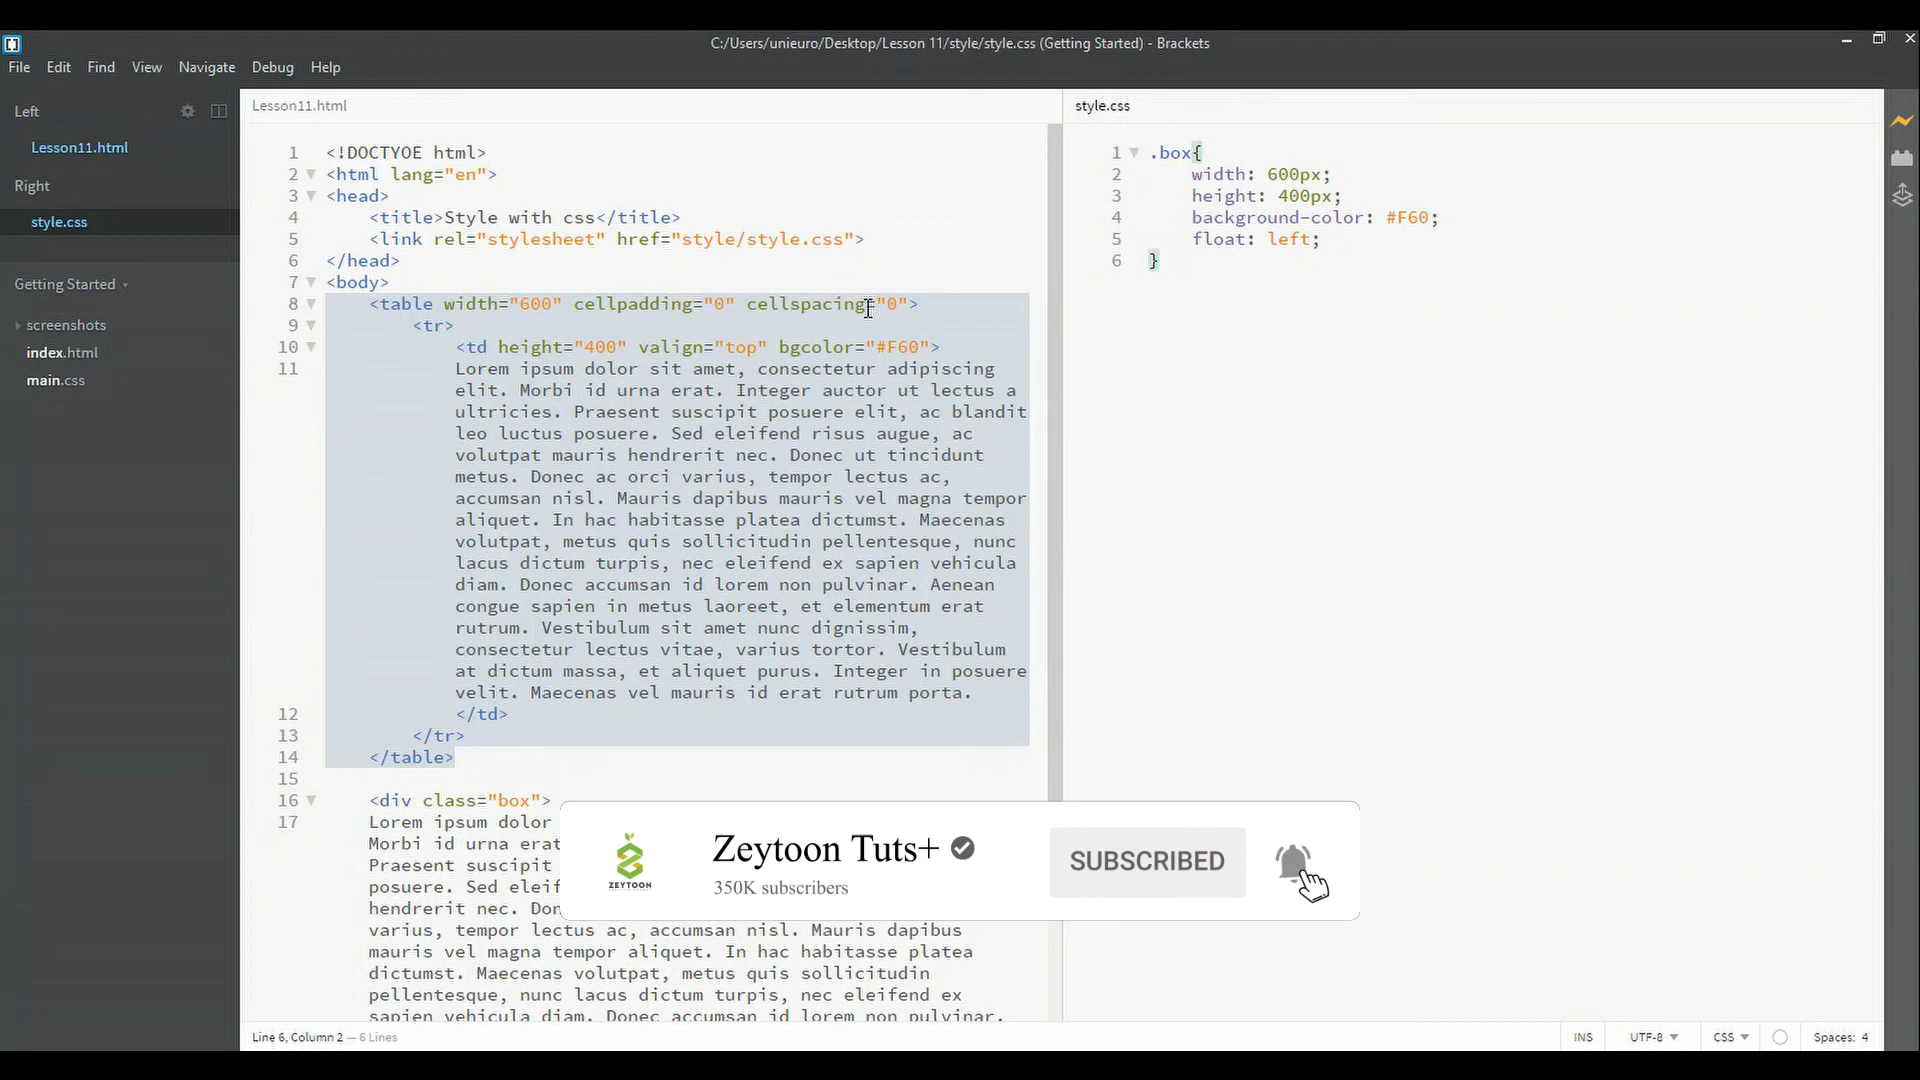 C:/Users/unieuro/Desktop/Lesson 11/style/style.css (Getting Started) - Brackets
File Edit Find View Navigate Debug Help
Left
Lesson11.html
Right
style.css
Getting Started
screenshots
index.html
main.css
Lesson11.html
1 <!DOCTYOE html>
2 <html lang="en">
3 <head>
4 <title>Style with css</title>
5 <link rel="stylesheet" href="style/style.css">
6 </head>
7 <body>
8 <table width="600" cellpadding="0" cellspacing="0">
9 <tr>
10 <td height="400" valign="top" bgcolor="#F60">
11 Lorem ipsum dolor sit amet, consectetur adipiscing
elit. Morbi id urna erat. Integer auctor ut lectus a
ultricies. Praesent suscipit posuere elit, ac blandit
leo luctus posuere. Sed eleifend risus augue, ac
volutpat mauris hendrerit nec. Donec ut tincidunt
metus. Donec ac orci varius, tempor lectus ac,
accumsan nisl. Mauris dapibus mauris vel magna tempor
aliquet. In hac habitasse platea dictumst. Maecenas
volutpat, metus quis sollicitudin pellentesque, nunc
lacus dictum turpis, nec eleifend ex sapien vehicula
diam. Donec accumsan id lorem non pulvinar. Aenean
congue sapien in metus laoreet, et elementum erat
rutrum. Vestibulum sit amet nunc dignissim,
consectetur lectus vitae, varius tortor. Vestibulum
at dictum massa, et aliquet purus. Integer in posuere
velit. Maecenas vel mauris id erat rutrum porta.
12 </td>
13 </tr>
14 </table>
15
16 <div class="box">
17 Lorem ipsum dolor
Morbi id urna erat
Praesent suscipit
posuere. Sed eleif
hendrerit nec. Don
varius, tempor lectus ac, accumsan nisl. Mauris dapibus
mauris vel magna tempor aliquet. In hac habitasse platea
dictumst. Maecenas volutpat, metus quis sollicitudin
pellentesque, nunc lacus dictum turpis, nec eleifend ex
sapien vehicula diam. Donec accumsan id lorem non pulvinar.
style.css
1 .box{
2 width: 600px;
3 height: 400px;
4 background-color: #F60;
5 float: left;
6 }
ZEYTOON
Zeytoon Tuts+
350K subscribers
SUBSCRIBED
Line 6, Column 2 — 6 Lines
INS UTF-8 CSS Spaces: 4